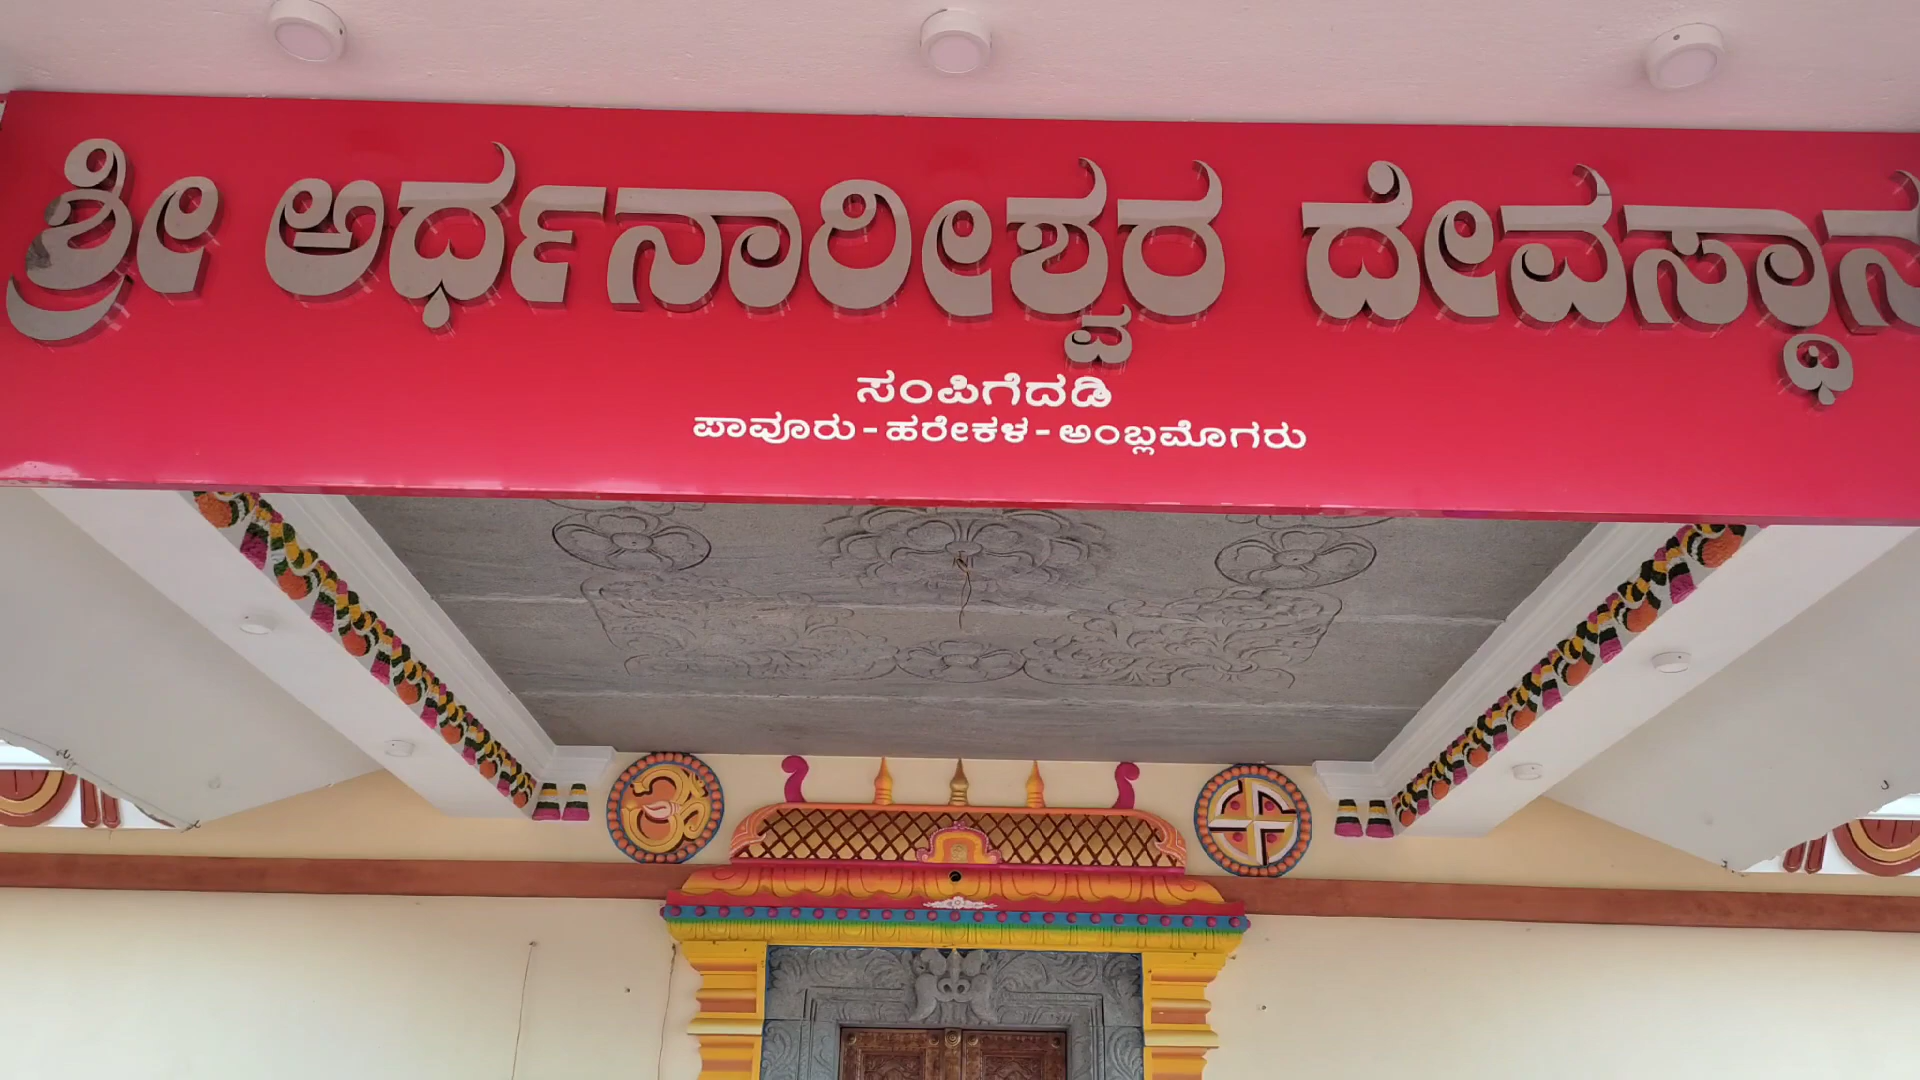 ಶ್ರೀ ಅರ್ಧನಾರೀಶ್ವರ ದೇವಸ್ಥಾನ
ಸಂಪಿಗೆದಡಿ
ಪಾವೂರು - ಹರೇಕಳ - ಅಂಬ್ಲಮೊಗರು